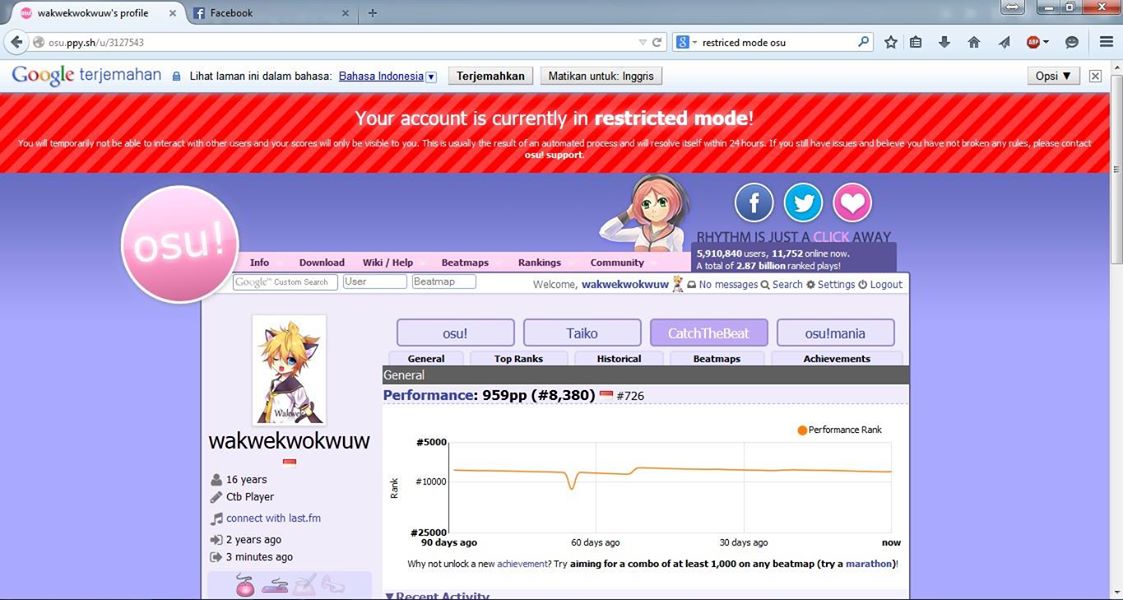 wakwekwokwuw's profile
Facebook
osu.ppy.sh/u/3127543
restriced mode osu
Google terjemahan Lihat laman ini dalam bahasa: Bahasa Indonesia Terjemahkan Matikan untuk: Inggris Opsi ▼
Your account is currently in restricted mode!
You will temporarily not be able to interact with other users and your scores will only be visible to you. This is usually the result of an automated process and will resolve itself within 24 hours. If you still have issues and believe you have not broken any rules, please contact
osu! support.
osu!
RHYTHM IS JUST A CLICK AWAY
5,910,840 users, 11,752 online now.
A total of 2.87 billion ranked plays!
Info Download Wiki / Help Beatmaps Rankings Community
Google™ Custom Search User Beatmap Welcome, wakwekwokwuw No messages Search Settings Logout
osu! Taiko CatchTheBeat osu!mania
General Top Ranks Historical Beatmaps Achievements
General
Performance: 959pp (#8,380) #726
Performance Rank
#5000
#10000
#25000
Rank
90 days ago 60 days ago 30 days ago now
Why not unlock a new achievement? Try aiming for a combo of at least 1,000 on any beatmap (try a marathon)!
▼Recent Activity
Wakwek
wakwekwokwuw
16 years
Ctb Player
connect with last.fm
2 years ago
3 minutes ago